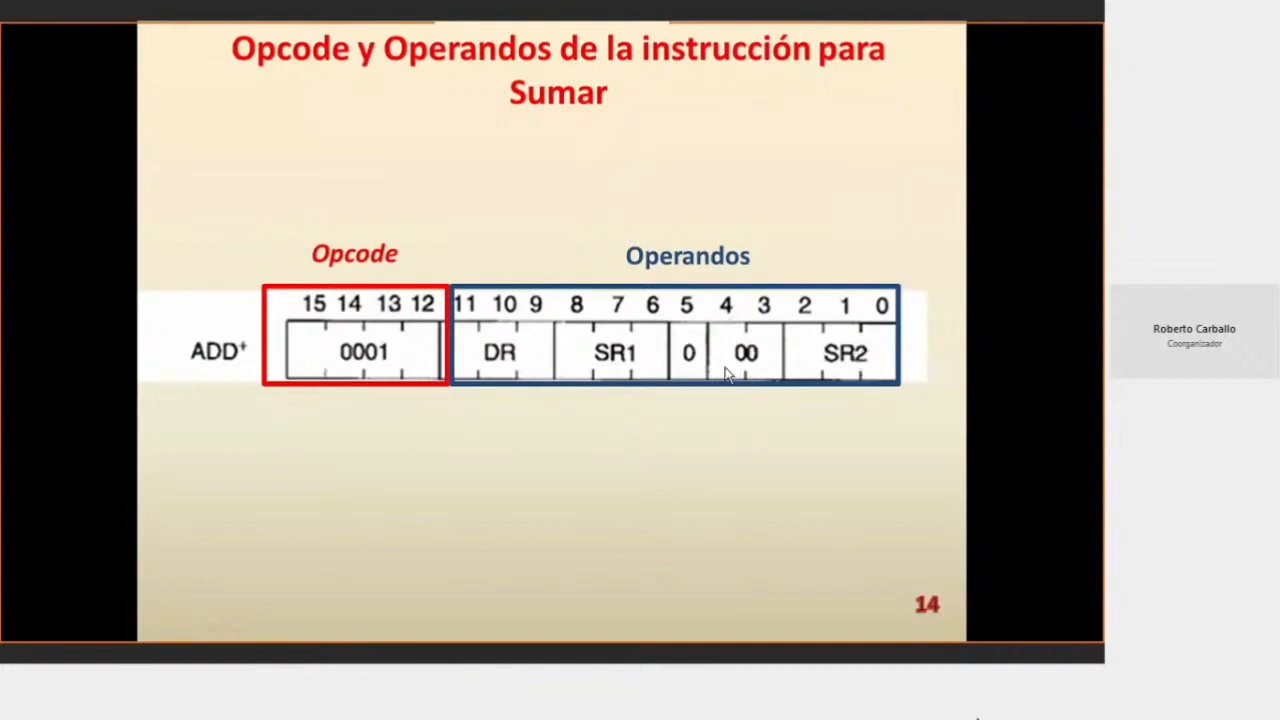 Opcode y Operandos de la instrucción para
Sumar
Opcode
Operandos
15 14 13 12 11 10 9 8 7 6 5 4 3 2 1 0
ADD+ 0001 DR SR1 0 00 SR2
14
Roberto Carballo
Coorganizador